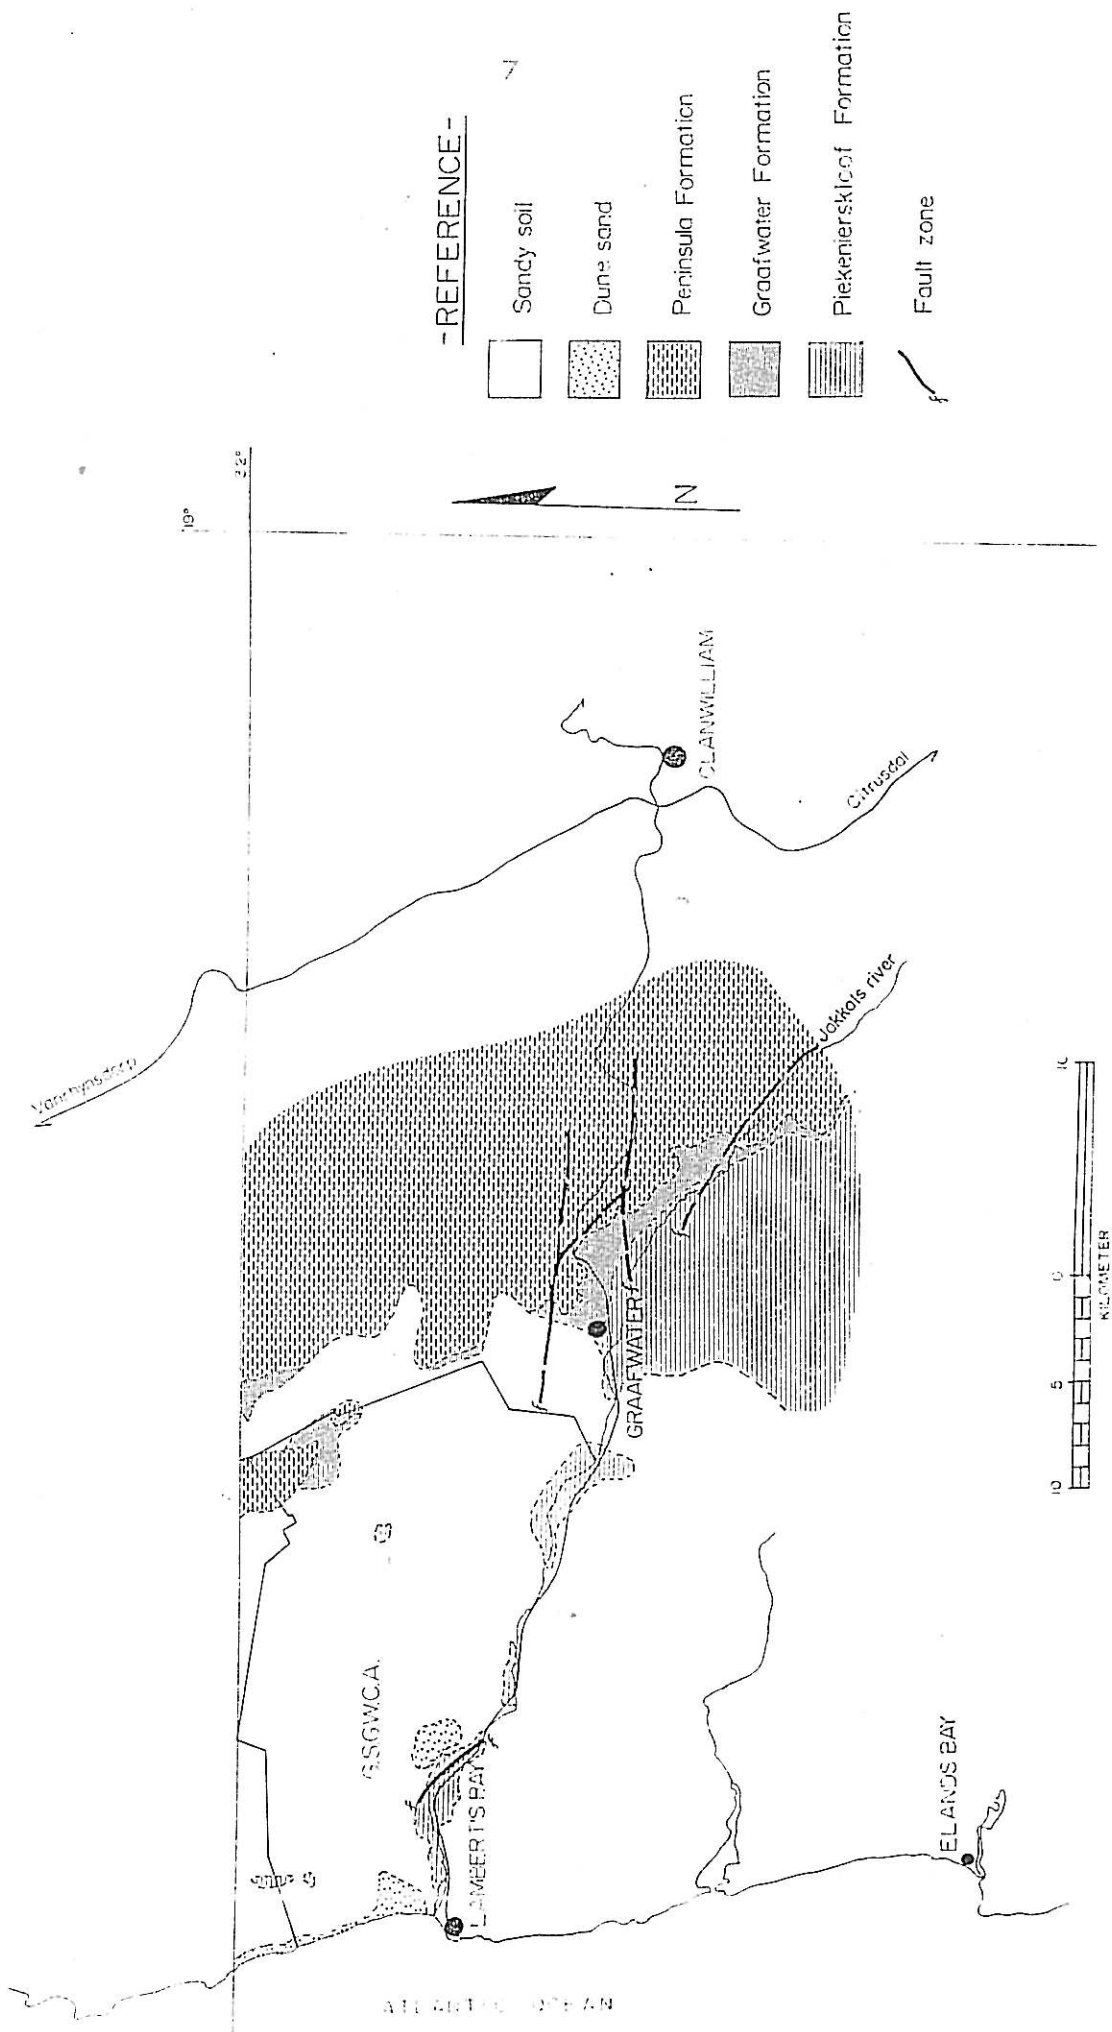 7
-REFERENCE-
Sandy soil
Dune sand
Peninsula Formation
Graafwater Formation
Piekenierskloof Formation
Fault zone
f
19°
32°
N
Vanrhynsdorp
CLANWILLIAM
Citrusdal
Jakkals river
GRAAFWATER
f
f
f
G.S.G.W.C.A.
LAMBERT'S BAY
f
f
ELANDS BAY
ATLANTIC OCEAN
10 5 0 10
KILOMETER